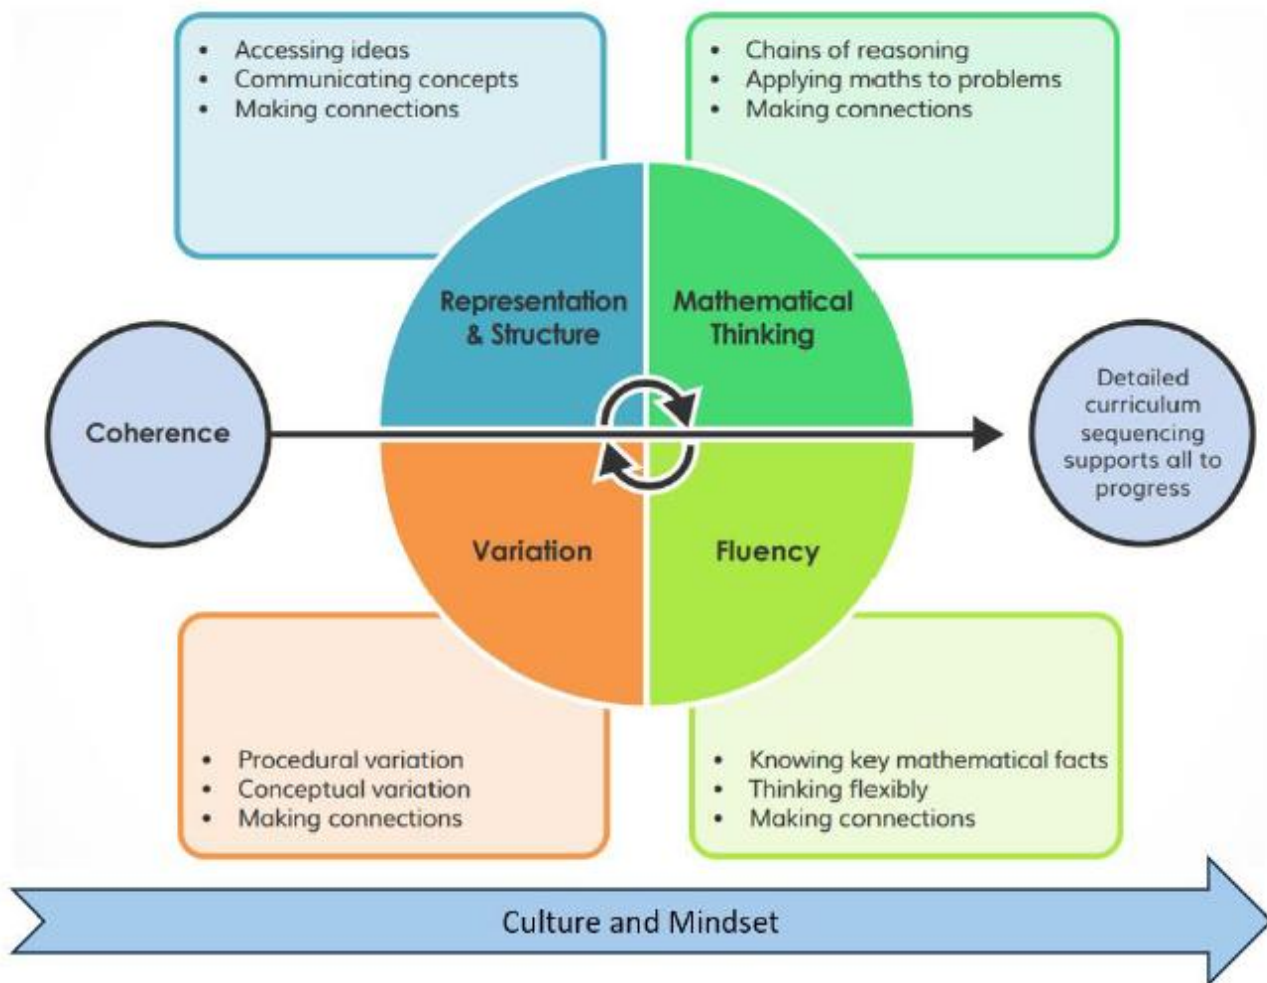 • Accessing ideas
• Communicating concepts
• Making connections
• Chains of reasoning
• Applying maths to problems
• Making connections
Representation
& Structure
Mathematical
Thinking
Coherence
Detailed
curriculum
sequencing
supports all to
progress
Variation
Fluency
• Procedural variation
• Conceptual variation
• Making connections
• Knowing key mathematical facts
• Thinking flexibly
• Making connections
Culture and Mindset